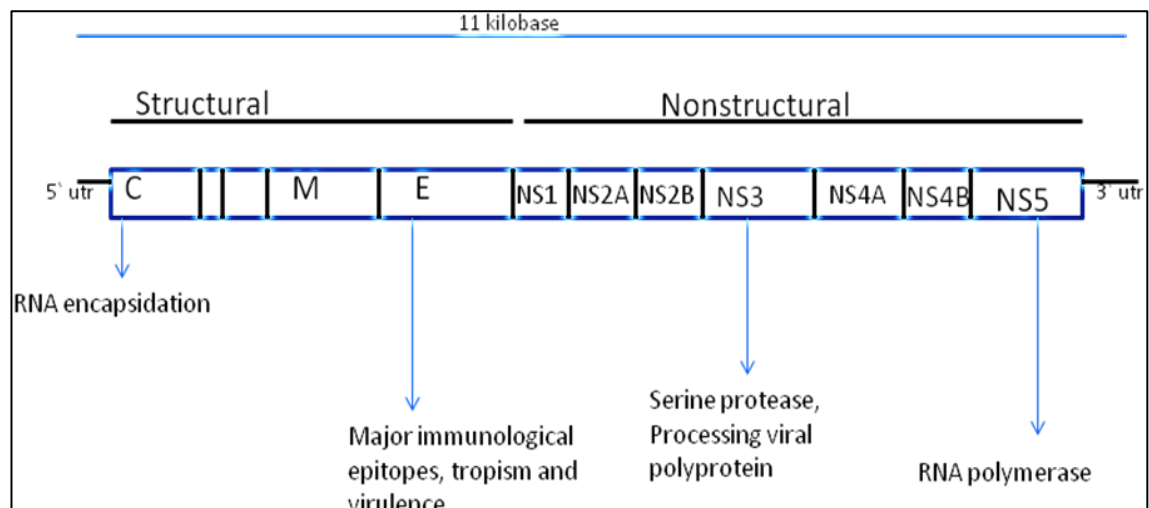 11 kilobase
Structural
Nonstructural
5` utr
C
M
E
NS1
NS2A
NS2B
NS3
NS4A
NS4B
NS5
3` utr
RNA encapsidation
Major immunological
epitopes, tropism and
virulence
Serine protease,
Processing viral
polyprotein
RNA polymerase